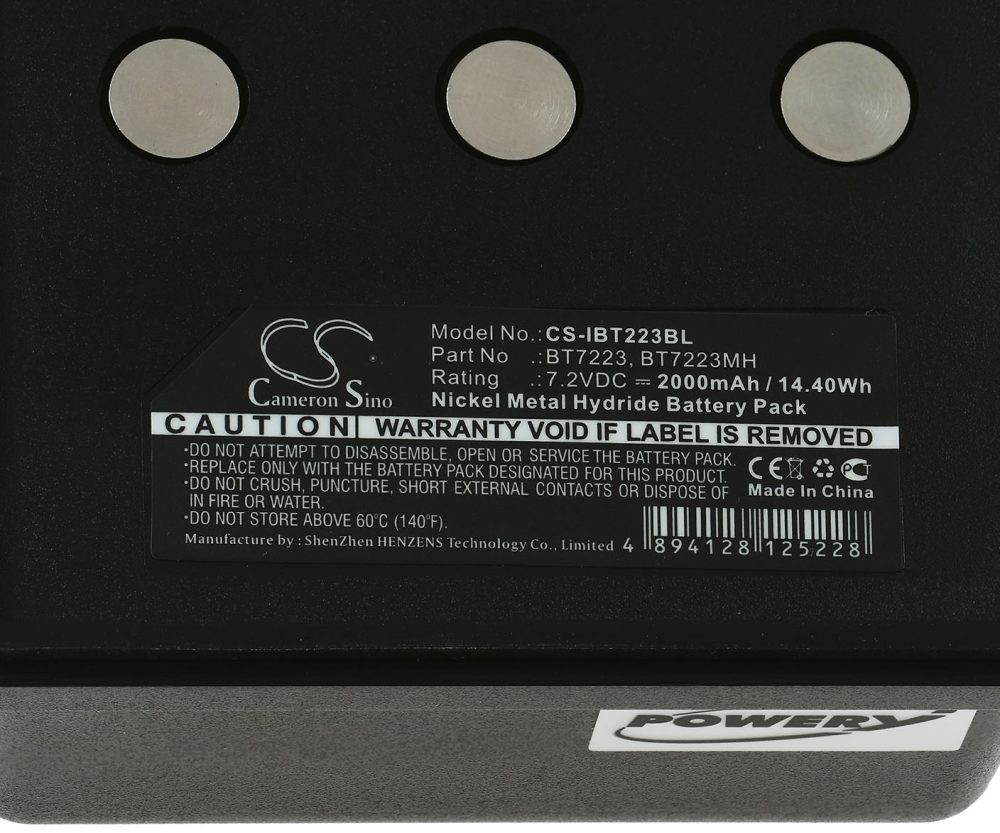 CS
Cameron Sino
Model No.:CS-IBT223BL
Part No .:BT7223, BT7223MH
Rating .:7.2VDC ⎓ 2000mAh / 14.40Wh
Nickel Metal Hydride Battery Pack
CAUTION WARRANTY VOID IF LABEL IS REMOVED
·DO NOT ATTEMPT TO DISASSEMBLE, OPEN OR SERVICE THE BATTERY PACK.
·REPLACE ONLY WITH THE BATTERY PACK DESIGNATED FOR THIS PRODUCT.
·DO NOT CRUSH, PUNCTURE, SHORT EXTERNAL CONTACTS OR DISPOSE OF
IN FIRE OR WATER.
·DO NOT STORE ABOVE 60°C (140°F).
CE PCT
Made In China
Manufacture by : ShenZhen HENZENS Technology Co., Limited
4 894128 125228
POWERY